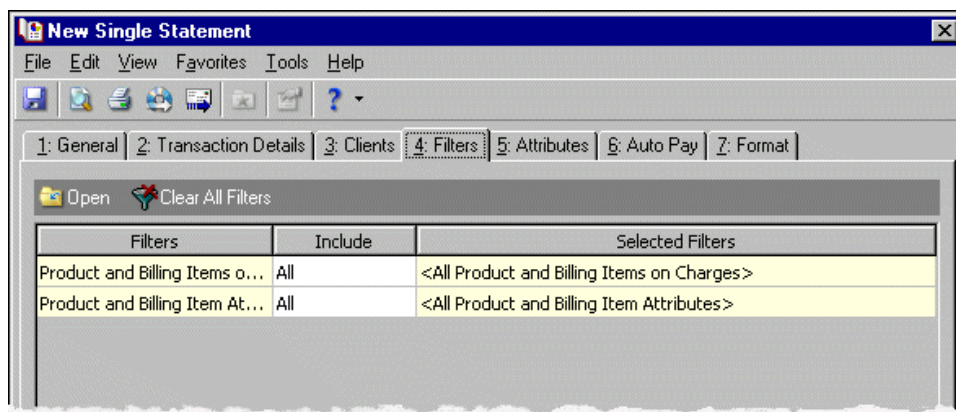 New Single Statement
File Edit View Favorites Tools Help
?
1: General 2: Transaction Details 3: Clients 4: Filters 5: Attributes 6: Auto Pay 7: Format
Open Clear All Filters
Filters Include Selected Filters
Product and Billing Items o... All <All Product and Billing Items on Charges>
Product and Billing Item At... All <All Product and Billing Item Attributes>